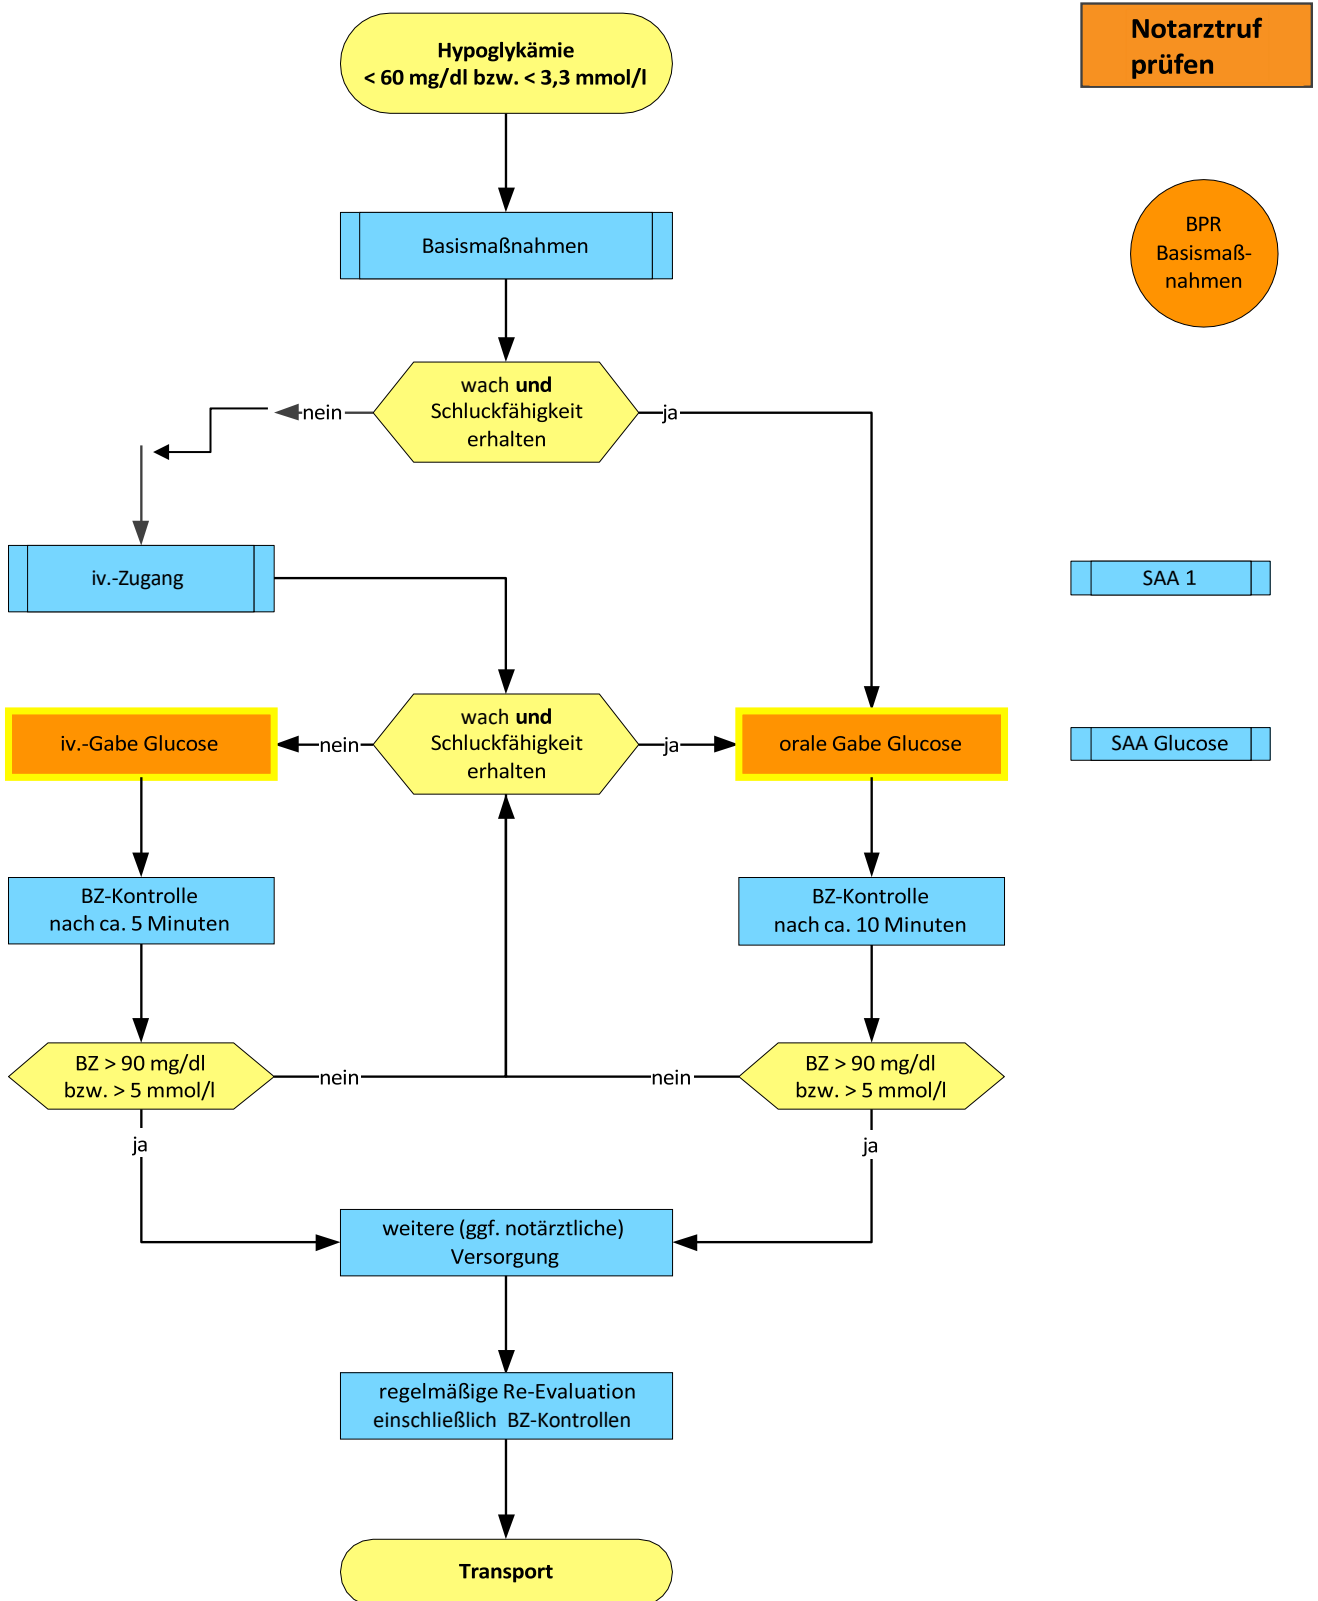 Hypoglykämie
< 60 mg/dl bzw. < 3,3 mmol/l
Notarztruf
prüfen
Basismaßnahmen
BPR
Basismaß-
nahmen
wach und
Schluckfähigkeit
erhalten
nein
ja
iv.-Zugang
SAA 1
iv.-Gabe Glucose
nein
wach und
Schluckfähigkeit
erhalten
ja
orale Gabe Glucose
SAA Glucose
BZ-Kontrolle
nach ca. 5 Minuten
BZ-Kontrolle
nach ca. 10 Minuten
BZ > 90 mg/dl
bzw. > 5 mmol/l
nein
nein
BZ > 90 mg/dl
bzw. > 5 mmol/l
ja
ja
weitere (ggf. notärztliche)
Versorgung
regelmäßige Re-Evaluation
einschließlich BZ-Kontrollen
Transport